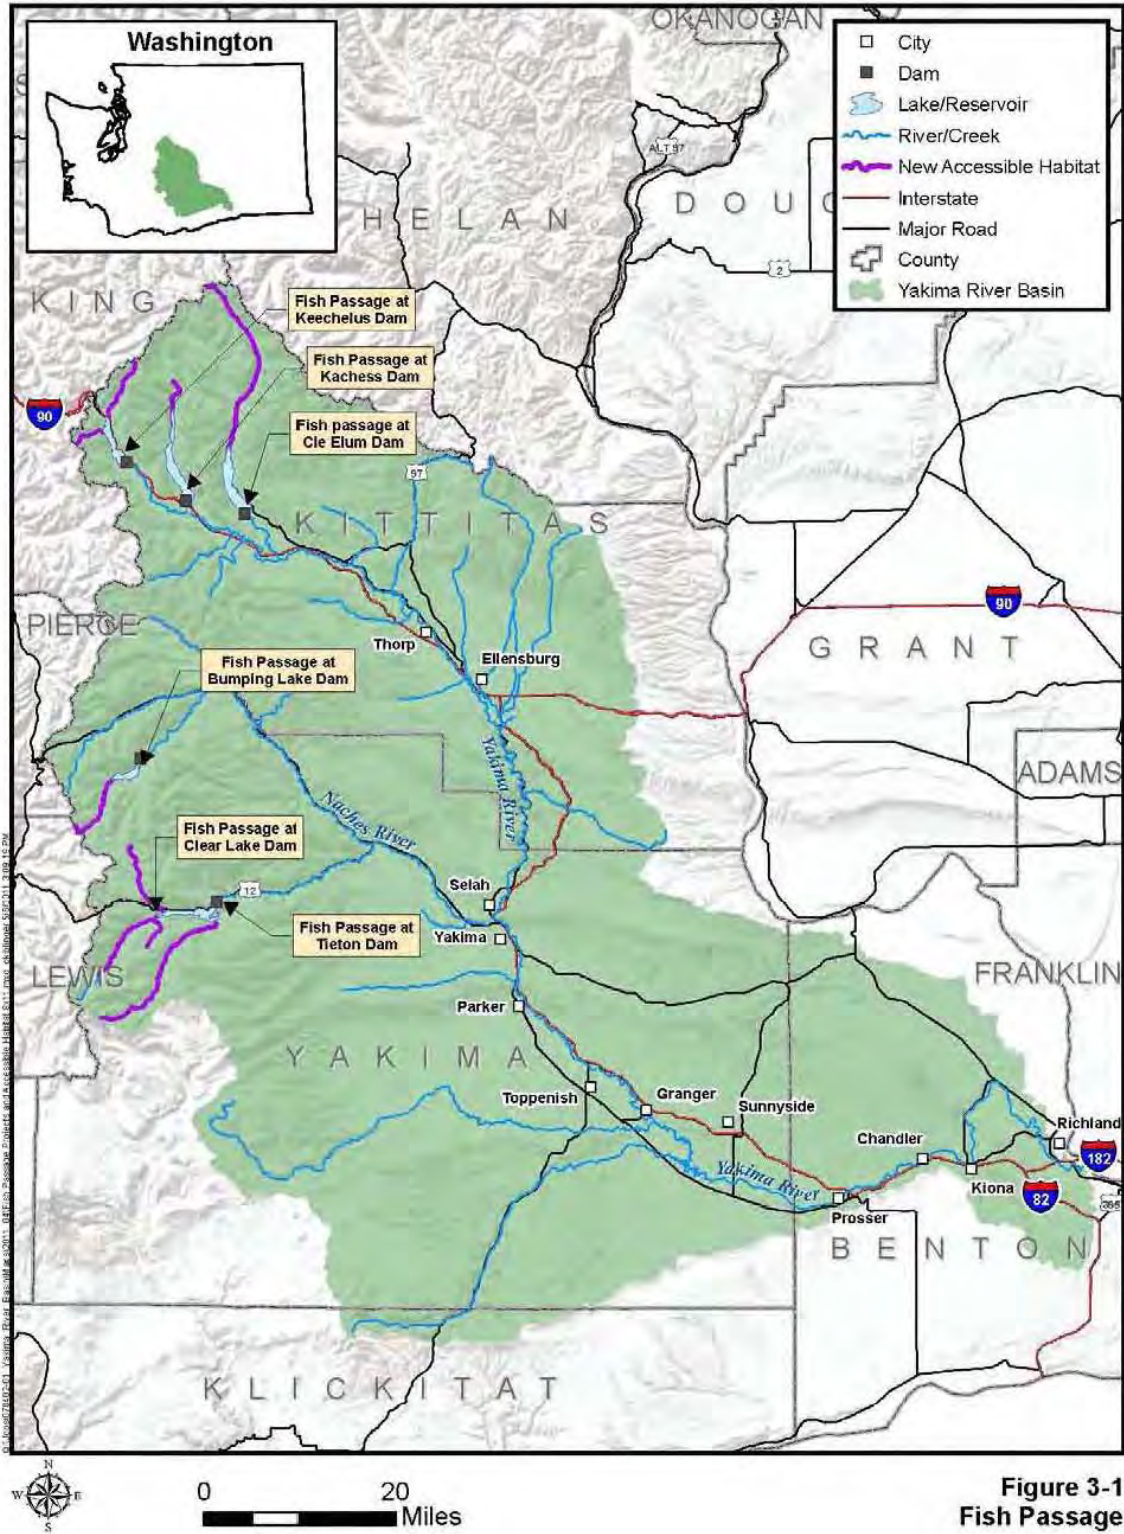 Washington
City
Dam
Lake/Reservoir
River/Creek
New Accessible Habitat
Interstate
Major Road
County
Yakima River Basin
OKANOGAN
ALT 97
HELAN
DOUG
2
KING
Fish Passage at
Keechelus Dam
Fish Passage at
Kachess Dam
90
Fish passage at
Cle Elum Dam
97
KITTITAS
90
PIERCE
Thorp
GRANT
Ellensburg
Fish Passage at
Bumping Lake Dam
Yakima River
ADAMS
Naches River
Fish Passage at
Clear Lake Dam
12
Selah
Fish Passage at
Tieton Dam
Yakima
LEWIS
FRANKLIN
Parker
YAKIMA
Toppenish
Granger
Sunnyside
Richland
Chandler
182
Yakima River
Kiona
82
Prosser
BENTON
KLICKITAT
N
W
E
S
0
20
Miles
Figure 3-1
Fish Passage